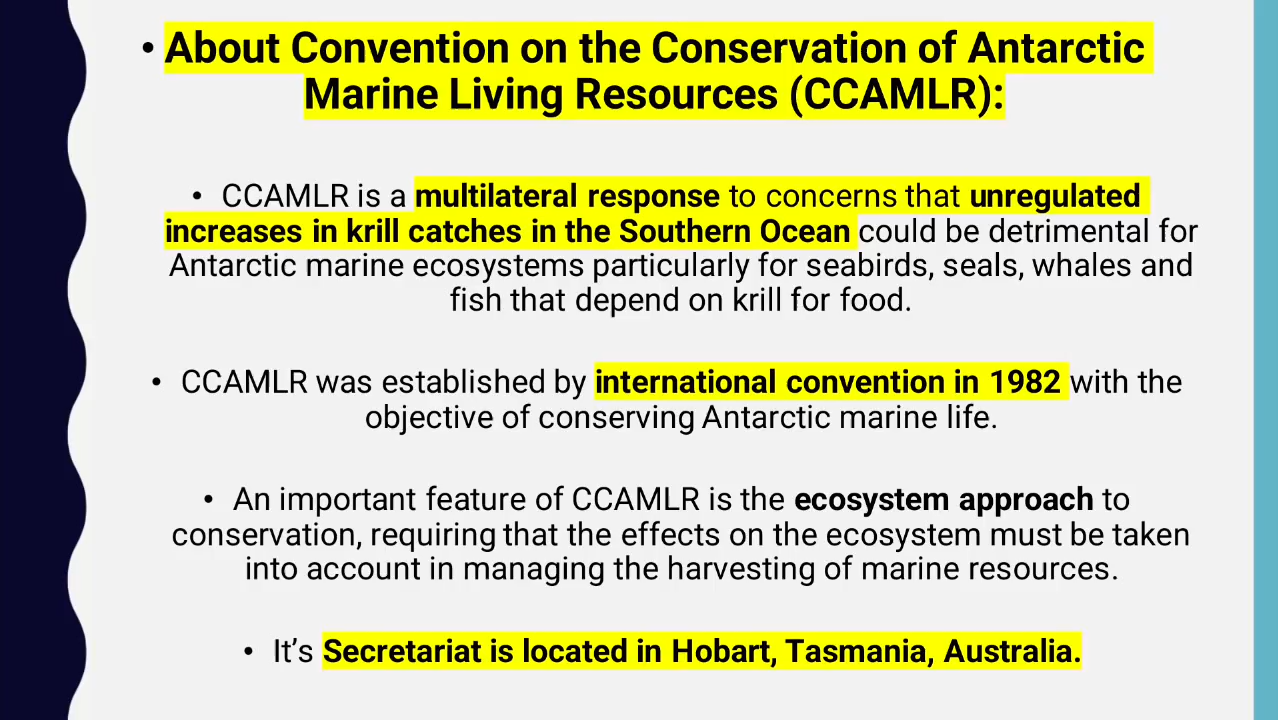 • About Convention on the Conservation of Antarctic
Marine Living Resources (CCAMLR):
• CCAMLR is a multilateral response to concerns that unregulated
increases in krill catches in the Southern Ocean could be detrimental for
Antarctic marine ecosystems particularly for seabirds, seals, whales and
fish that depend on krill for food.
• CCAMLR was established by international convention in 1982 with the
objective of conserving Antarctic marine life.
• An important feature of CCAMLR is the ecosystem approach to
conservation, requiring that the effects on the ecosystem must be taken
into account in managing the harvesting of marine resources.
• It’s Secretariat is located in Hobart, Tasmania, Australia.